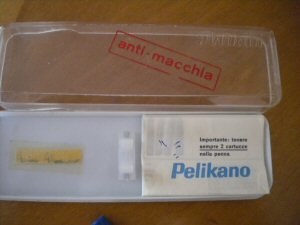 anti-macchia
Importante: tenere
sempre 2 cartucce
nella penna
Pelikano